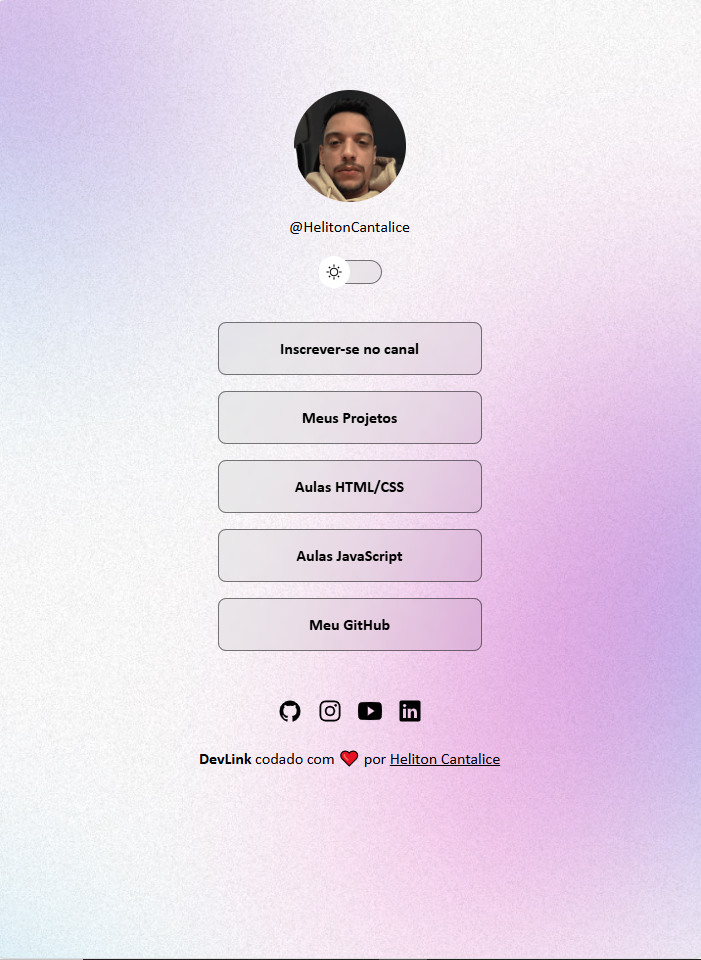 @HelitonCantalice
Inscrever-se no canal
Meus Projetos
Aulas HTML/CSS
Aulas JavaScript
Meu GitHub
in
DevLink codado com ❤️ por Heliton Cantalice